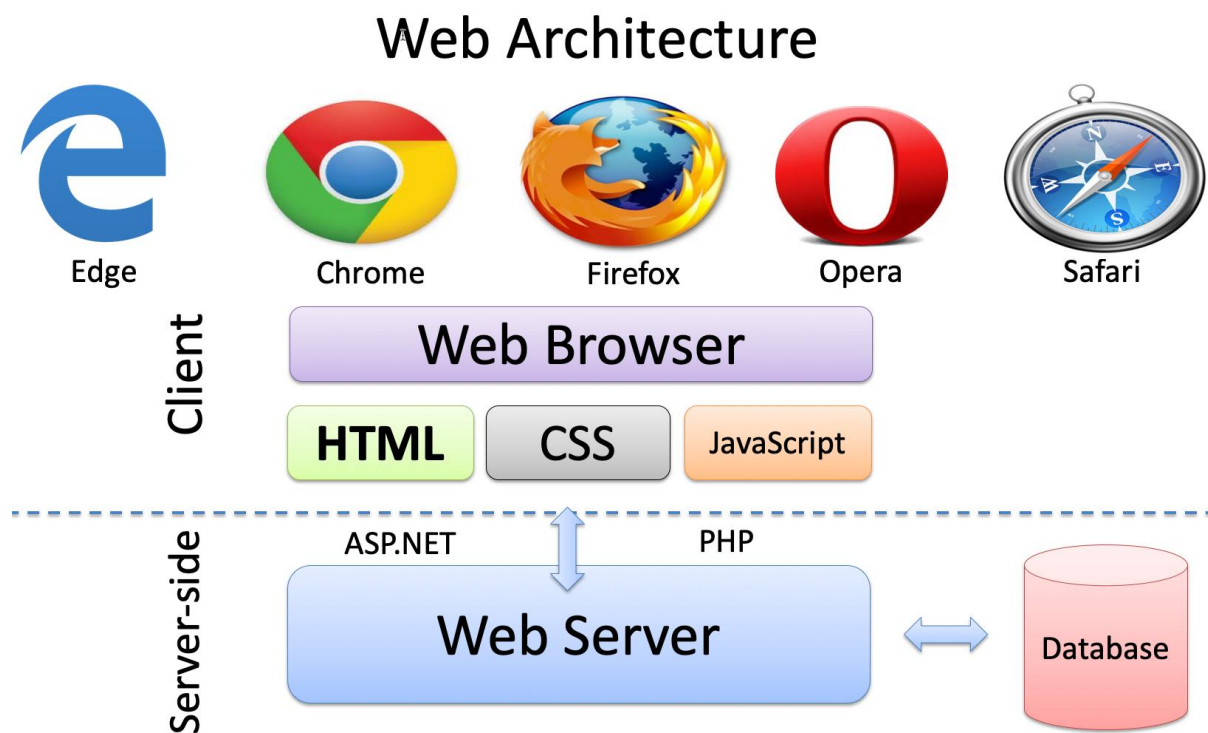 Web Architecture
Edge
Chrome
Firefox
Opera
Safari
Client
Web Browser
HTML
CSS
JavaScript
Server-side
ASP.NET
PHP
Web Server
Database
N
E
S
W